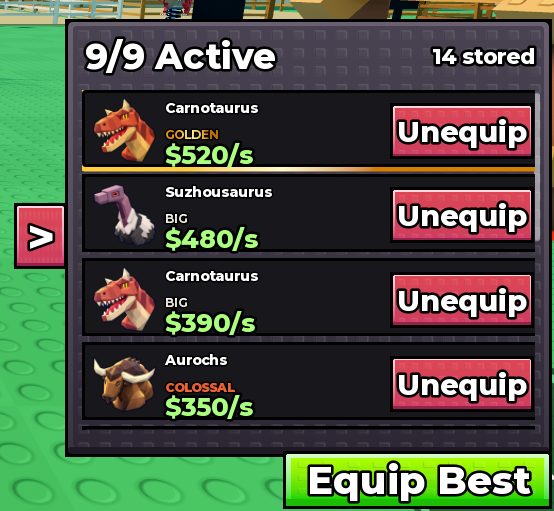 9/9 Active
14 stored
Carnotaurus
GOLDEN
$520/s
Unequip
Suzhousaurus
BIG
$480/s
Unequip
>
Carnotaurus
BIG
$390/s
Unequip
Aurochs
COLOSSAL
$350/s
Unequip
Equip Best